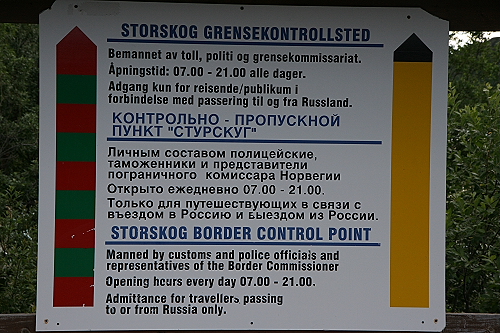 STORSKOG GRENSEKONTROLLSTED
Bemannet av toll, politi og grensekommissariat.
Åpningstid: 07.00 - 21.00 alle dager.
Adgang kun for reisende/publikum i
forbindelse med passering til og fra Russland.
КОНТРОЛЬНО - ПРОПУСКНОЙ
ПУНКТ "СТУРСКУГ"
Личным составом полицейские,
таможенники и представители
пограничного комиссара Норвегии
Открыто ежедневно 07.00 - 21.00.
Только для путешествующих в связи с
въездом в Россию и быездом из России.
STORSKOG BORDER CONTROL POINT
Manned by customs and police officials and
representatives of the Border Commissioner
Opening hours every day 07.00 - 21.00.
Admittance for travellers passing
to or from Russia only.